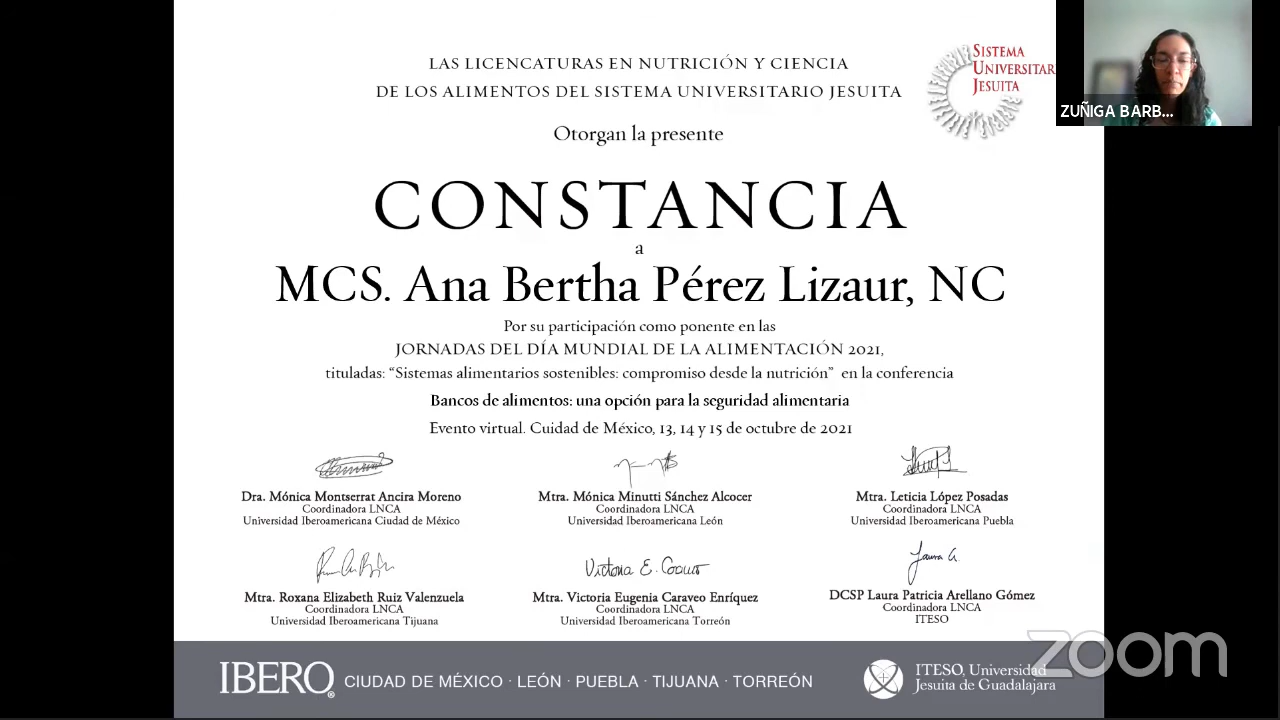 LAS LICENCATURAS EN NUTRICIÓN Y CIENCIA
DE LOS ALIMENTOS DEL SISTEMA UNIVERSITARIO JESUITA
SISTEMA
UNIVERSITAR
JESUITA
ZUÑIGA BARB...
Otorgan la presente
CONSTANCIA
a
MCS. Ana Bertha Pérez Lizaur, NC
Por su participación como ponente en las
JORNADAS DEL DÍA MUNDIAL DE LA ALIMENTACIÓN 2021,
tituladas: “Sistemas alimentarios sostenibles: compromiso desde la nutrición” en la conferencia
Bancos de alimentos: una opción para la seguridad alimentaria
Evento virtual. Cuidad de México, 13, 14 y 15 de octubre de 2021
Dra. Mónica Montserrat Ancira Moreno
Coordinadora LNCA
Universidad Iberoamericana Ciudad de México
Mtra. Mónica Minutti Sánchez Alcocer
Coordinadora LNCA
Universidad Iberoamericana León
Mtra. Leticia López Posadas
Coordinadora LNCA
Universidad Iberoamericana Puebla
Mtra. Roxana Elizabeth Ruiz Valenzuela
Coordinadora LNCA
Universidad Iberoamericana Tijuana
Victoria E. Caraveo
Mtra. Victoria Eugenia Caraveo Enríquez
Coordinadora LNCA
Universidad Iberoamericana Torreón
Laura A.
DCSP Laura Patricia Arellano Gómez
Coordinadora LNCA
ITESO
IBERO® CIUDAD DE MÉXICO · LEÓN · PUEBLA · TIJUANA · TORREÓN
ITESO, Universidad
Jesuita de Guadalajara
zoom